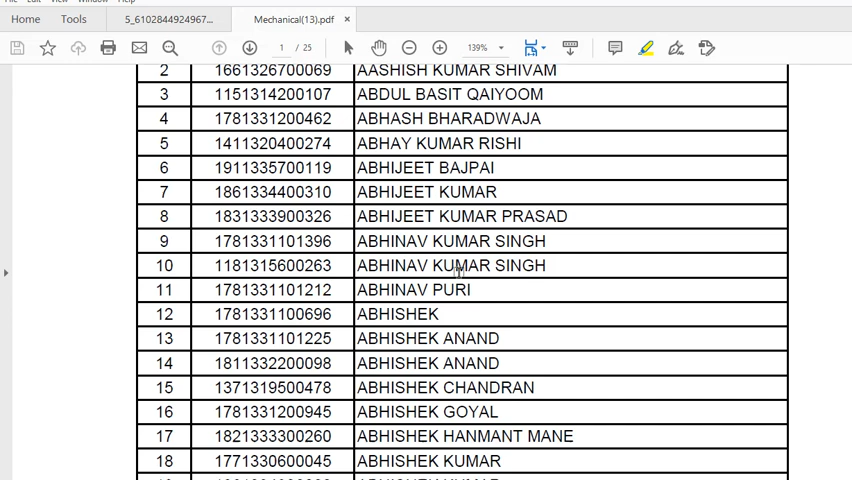 Home Tools 5_6102844924967... Mechanical(13).pdf ×
1 / 25 139%
2 1661326700069 AASHISH KUMAR SHIVAM
3 1151314200107 ABDUL BASIT QAIYOOM
4 1781331200462 ABHASH BHARADWAJA
5 1411320400274 ABHAY KUMAR RISHI
6 1911335700119 ABHIJEET BAJPAI
7 1861334400310 ABHIJEET KUMAR
8 1831333900326 ABHIJEET KUMAR PRASAD
9 1781331101396 ABHINAV KUMAR SINGH
10 1181315600263 ABHINAV KUMAR SINGH
11 1781331101212 ABHINAV PURI
12 1781331100696 ABHISHEK
13 1781331101225 ABHISHEK ANAND
14 1811332200098 ABHISHEK ANAND
15 1371319500478 ABHISHEK CHANDRAN
16 1781331200945 ABHISHEK GOYAL
17 1821333300260 ABHISHEK HANMANT MANE
18 1771330600045 ABHISHEK KUMAR